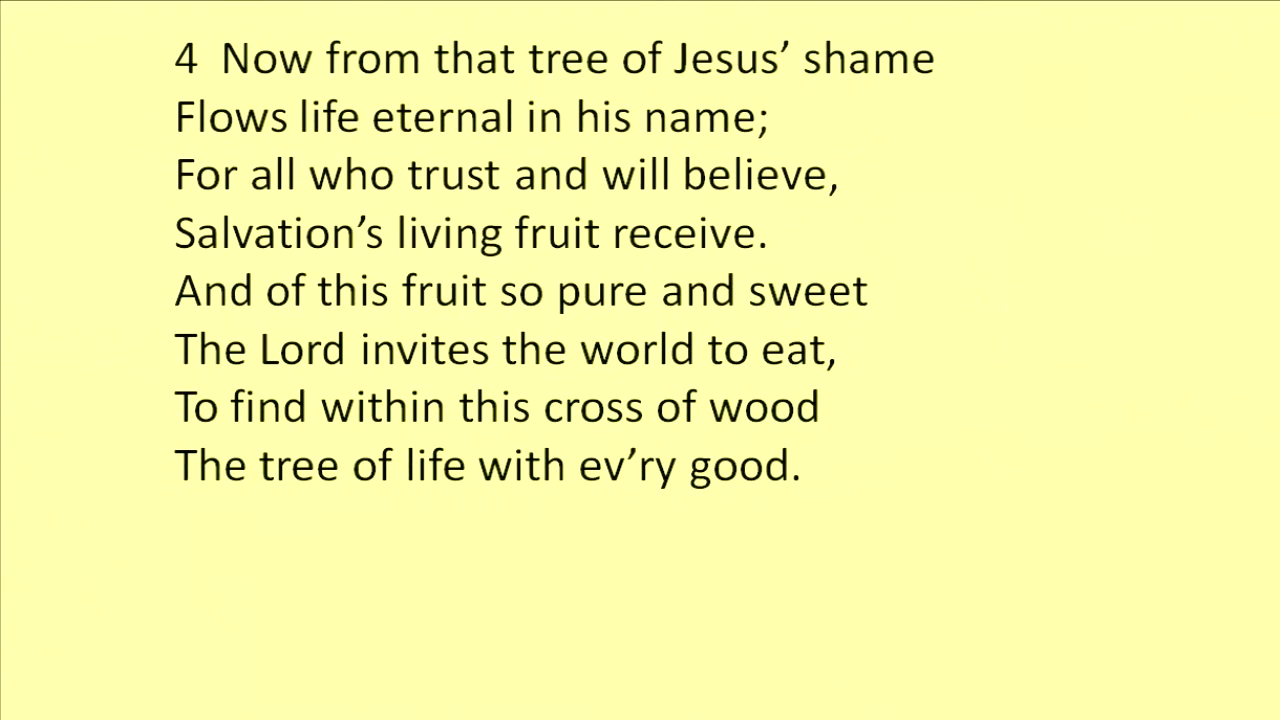 4 Now from that tree of Jesus’ shame
Flows life eternal in his name;
For all who trust and will believe,
Salvation’s living fruit receive.
And of this fruit so pure and sweet
The Lord invites the world to eat,
To find within this cross of wood
The tree of life with ev’ry good.